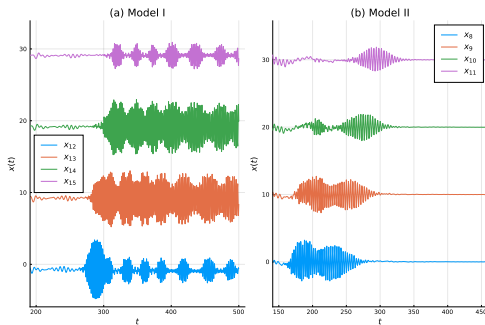 (a) Model I
x(t)
30
20
10
0
x₁₂
x₁₃
x₁₄
x₁₅
200
300
400
500
t
(b) Model II
x(t)
30
20
10
0
x₈
x₉
x₁₀
x₁₁
150
200
250
300
350
400
450
t